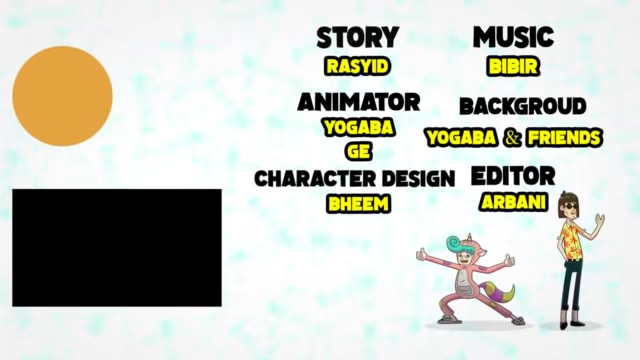 STORY
RASYID
MUSIC
BIBIR
ANIMATOR
YOGABA
GE
BACKGROUD
YOGABA & FRIENDS
CHARACTER DESIGN
BHEEM
EDITOR
ARBANI